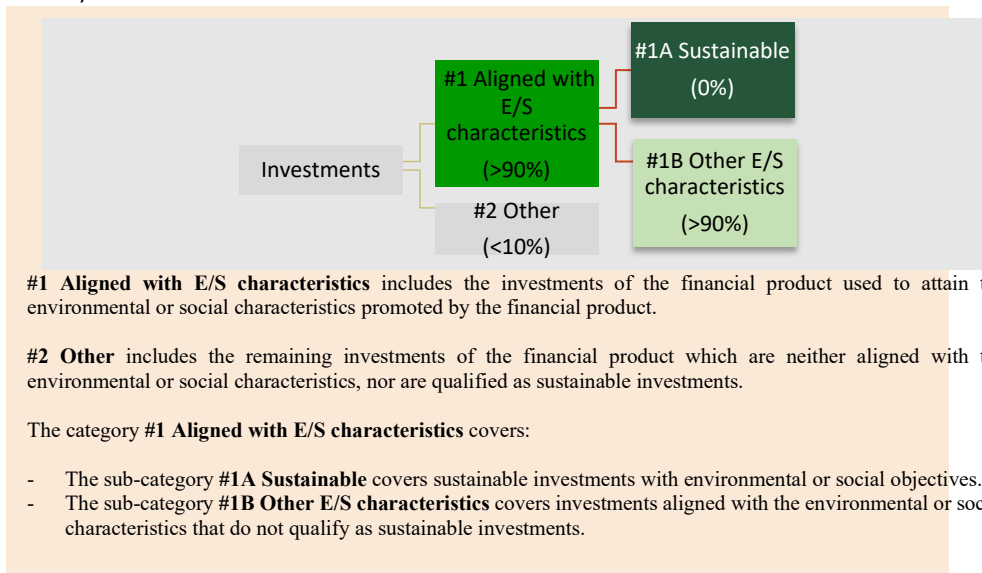 #1A Sustainable
(0%)
#1 Aligned with
E/S
characteristics
(>90%)
Investments
#1B Other E/S
characteristics
(>90%)
#2 Other
(<10%)
#1 Aligned with E/S characteristics includes the investments of the financial product used to attain
environmental or social characteristics promoted by the financial product.
#2 Other includes the remaining investments of the financial product which are neither aligned with
environmental or social characteristics, nor are qualified as sustainable investments.
The category #1 Aligned with E/S characteristics covers:
- The sub-category #1A Sustainable covers sustainable investments with environmental or social objectives.
- The sub-category #1B Other E/S characteristics covers investments aligned with the environmental or
characteristics that do not qualify as sustainable investments.